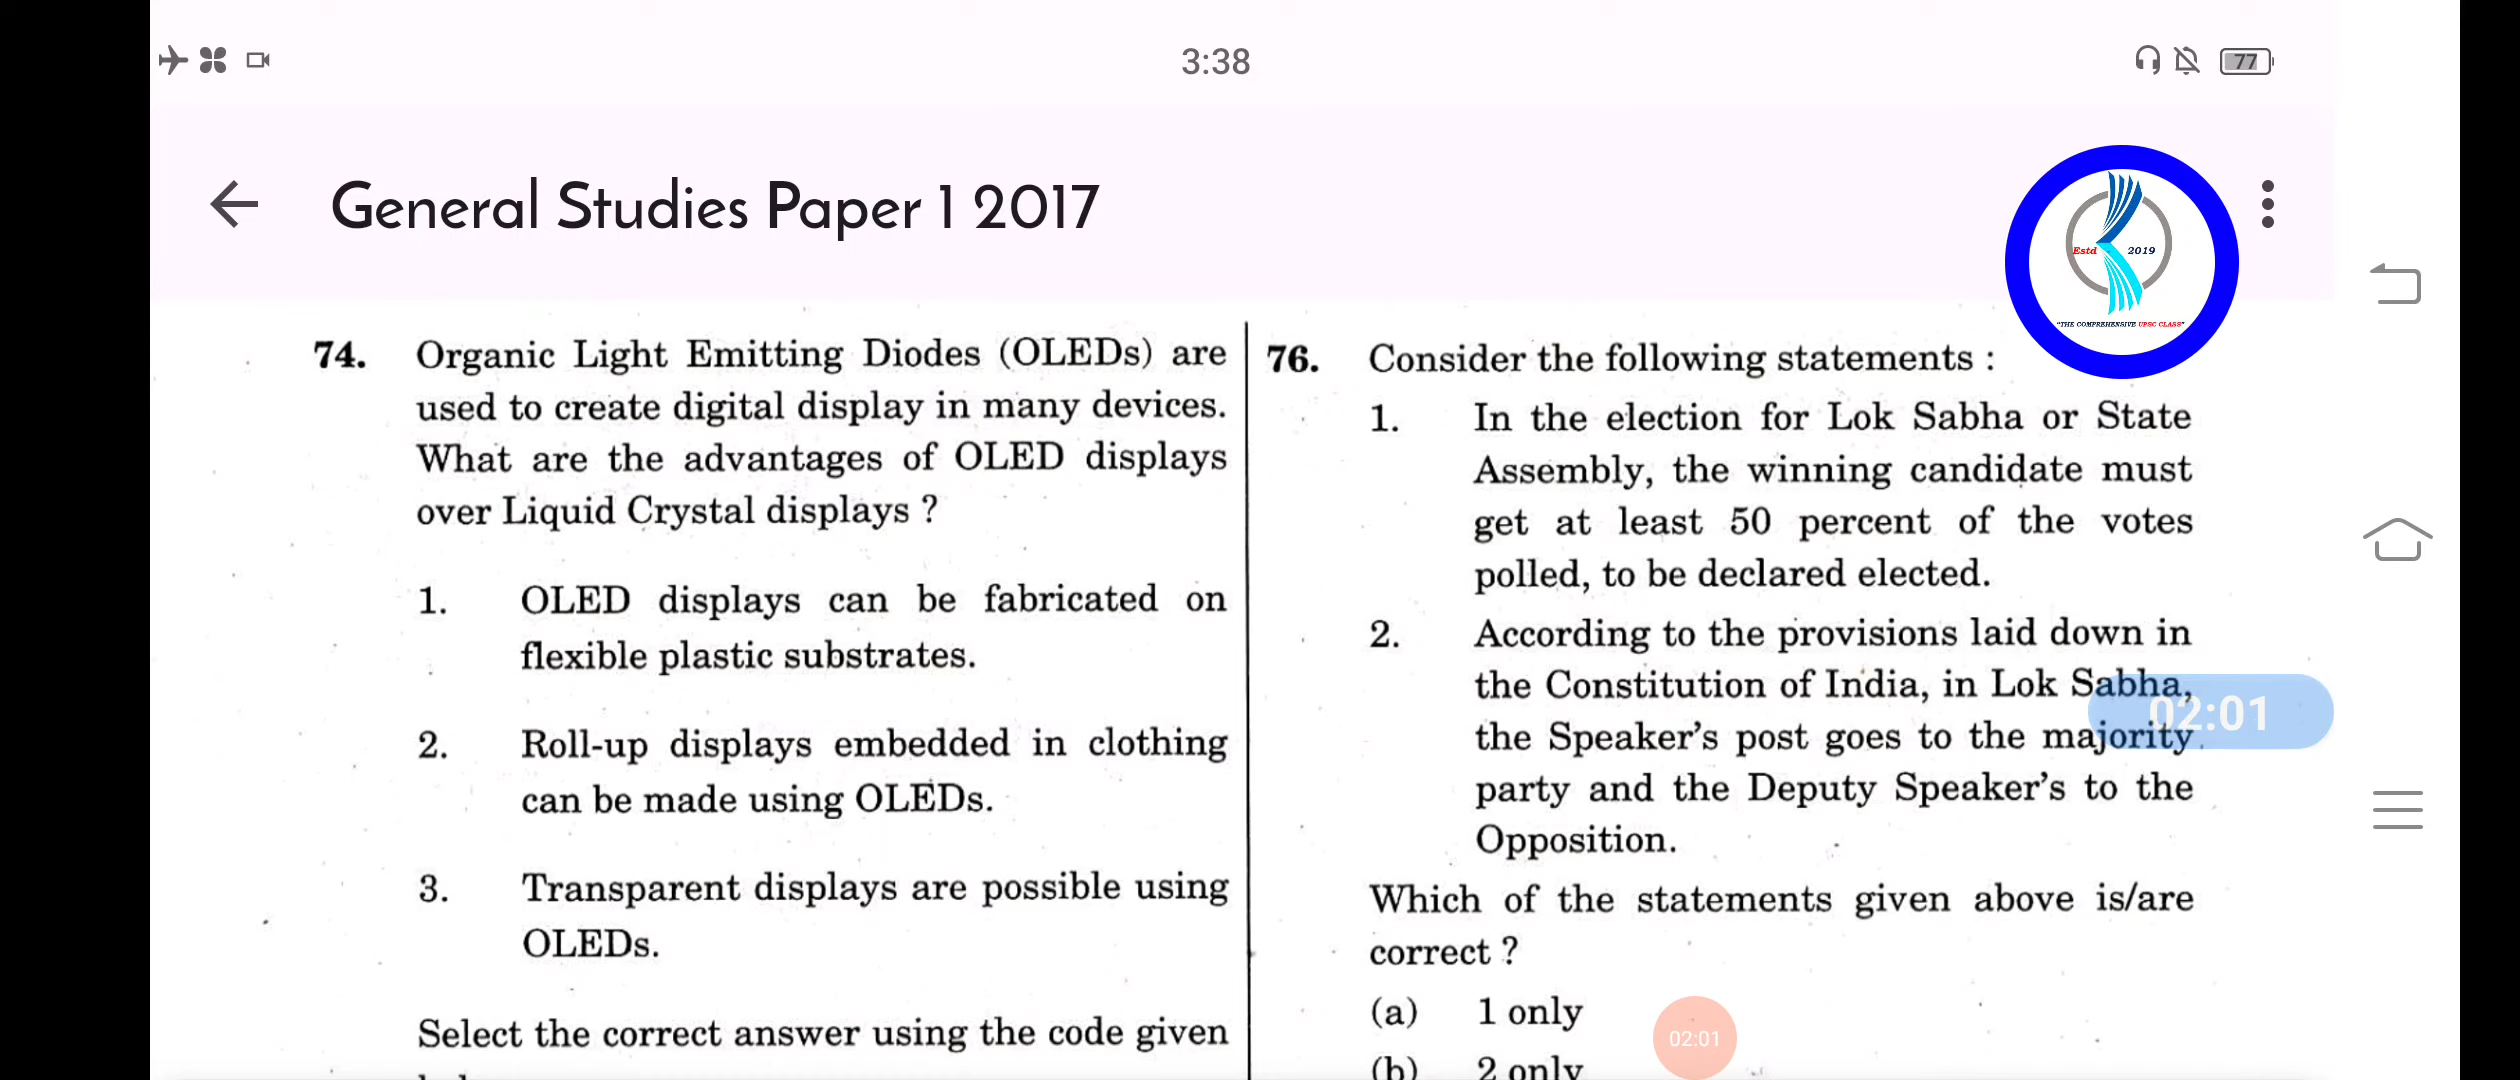 3:38
77
General Studies Paper 1 2017
Estd 2019
"THE COMPREHENSIVE UPSC CLASS"
74. Organic Light Emitting Diodes (OLEDs) are
used to create digital display in many devices.
What are the advantages of OLED displays
over Liquid Crystal displays ?
1. OLED displays can be fabricated on
flexible plastic substrates.
2. Roll-up displays embedded in clothing
can be made using OLEDs.
3. Transparent displays are possible using
OLEDs.
Select the correct answer using the code given
76. Consider the following statements :
1. In the election for Lok Sabha or State
Assembly, the winning candidate must
get at least 50 percent of the votes
polled, to be declared elected.
2. According to the provisions laid down in
the Constitution of India, in Lok Sabha,
the Speaker's post goes to the majority
party and the Deputy Speaker's to the
Opposition.
Which of the statements given above is/are
correct ?
(a) 1 only
(b) 2 only
02:01
02:01